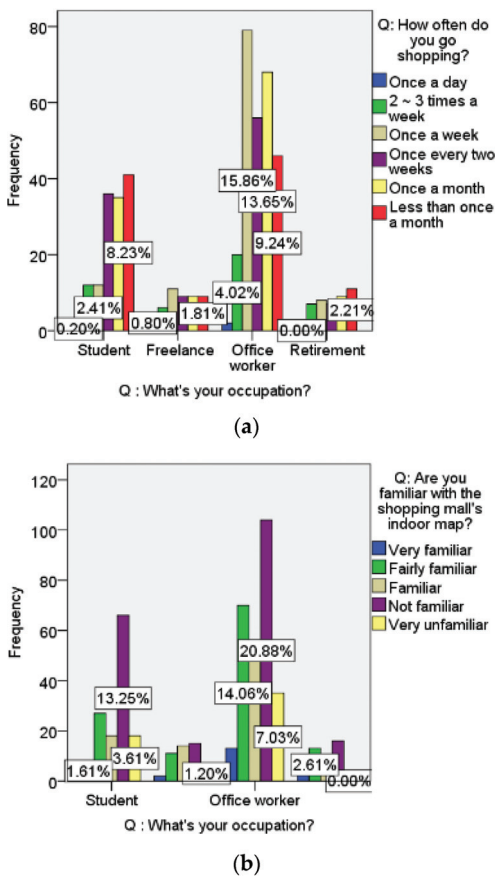 80
60
40
20
0
Frequency
15.86%
13.65%
8.23%
9.24%
4.02%
2.41%
1.81%
2.21%
0.20%
0.80%
0.00%
Student
Freelance
Office worker
Retirement
Q : What's your occupation?
Q: How often do
you go
shopping?
Once a day
2 ~ 3 times a
week
Once a week
Once every two
weeks
Once a month
Less than once
a month
(a)
120
100
80
60
40
20
0
Frequency
20.88%
13.25%
14.06%
7.03%
3.61%
2.61%
1.61%
1.20%
0.00%
Student
Office worker
Q : What's your occupation?
Q: Are you
familiar with the
shopping mall's
indoor map?
Very familiar
Fairly familiar
Familiar
Not familiar
Very unfamiliar
(b)